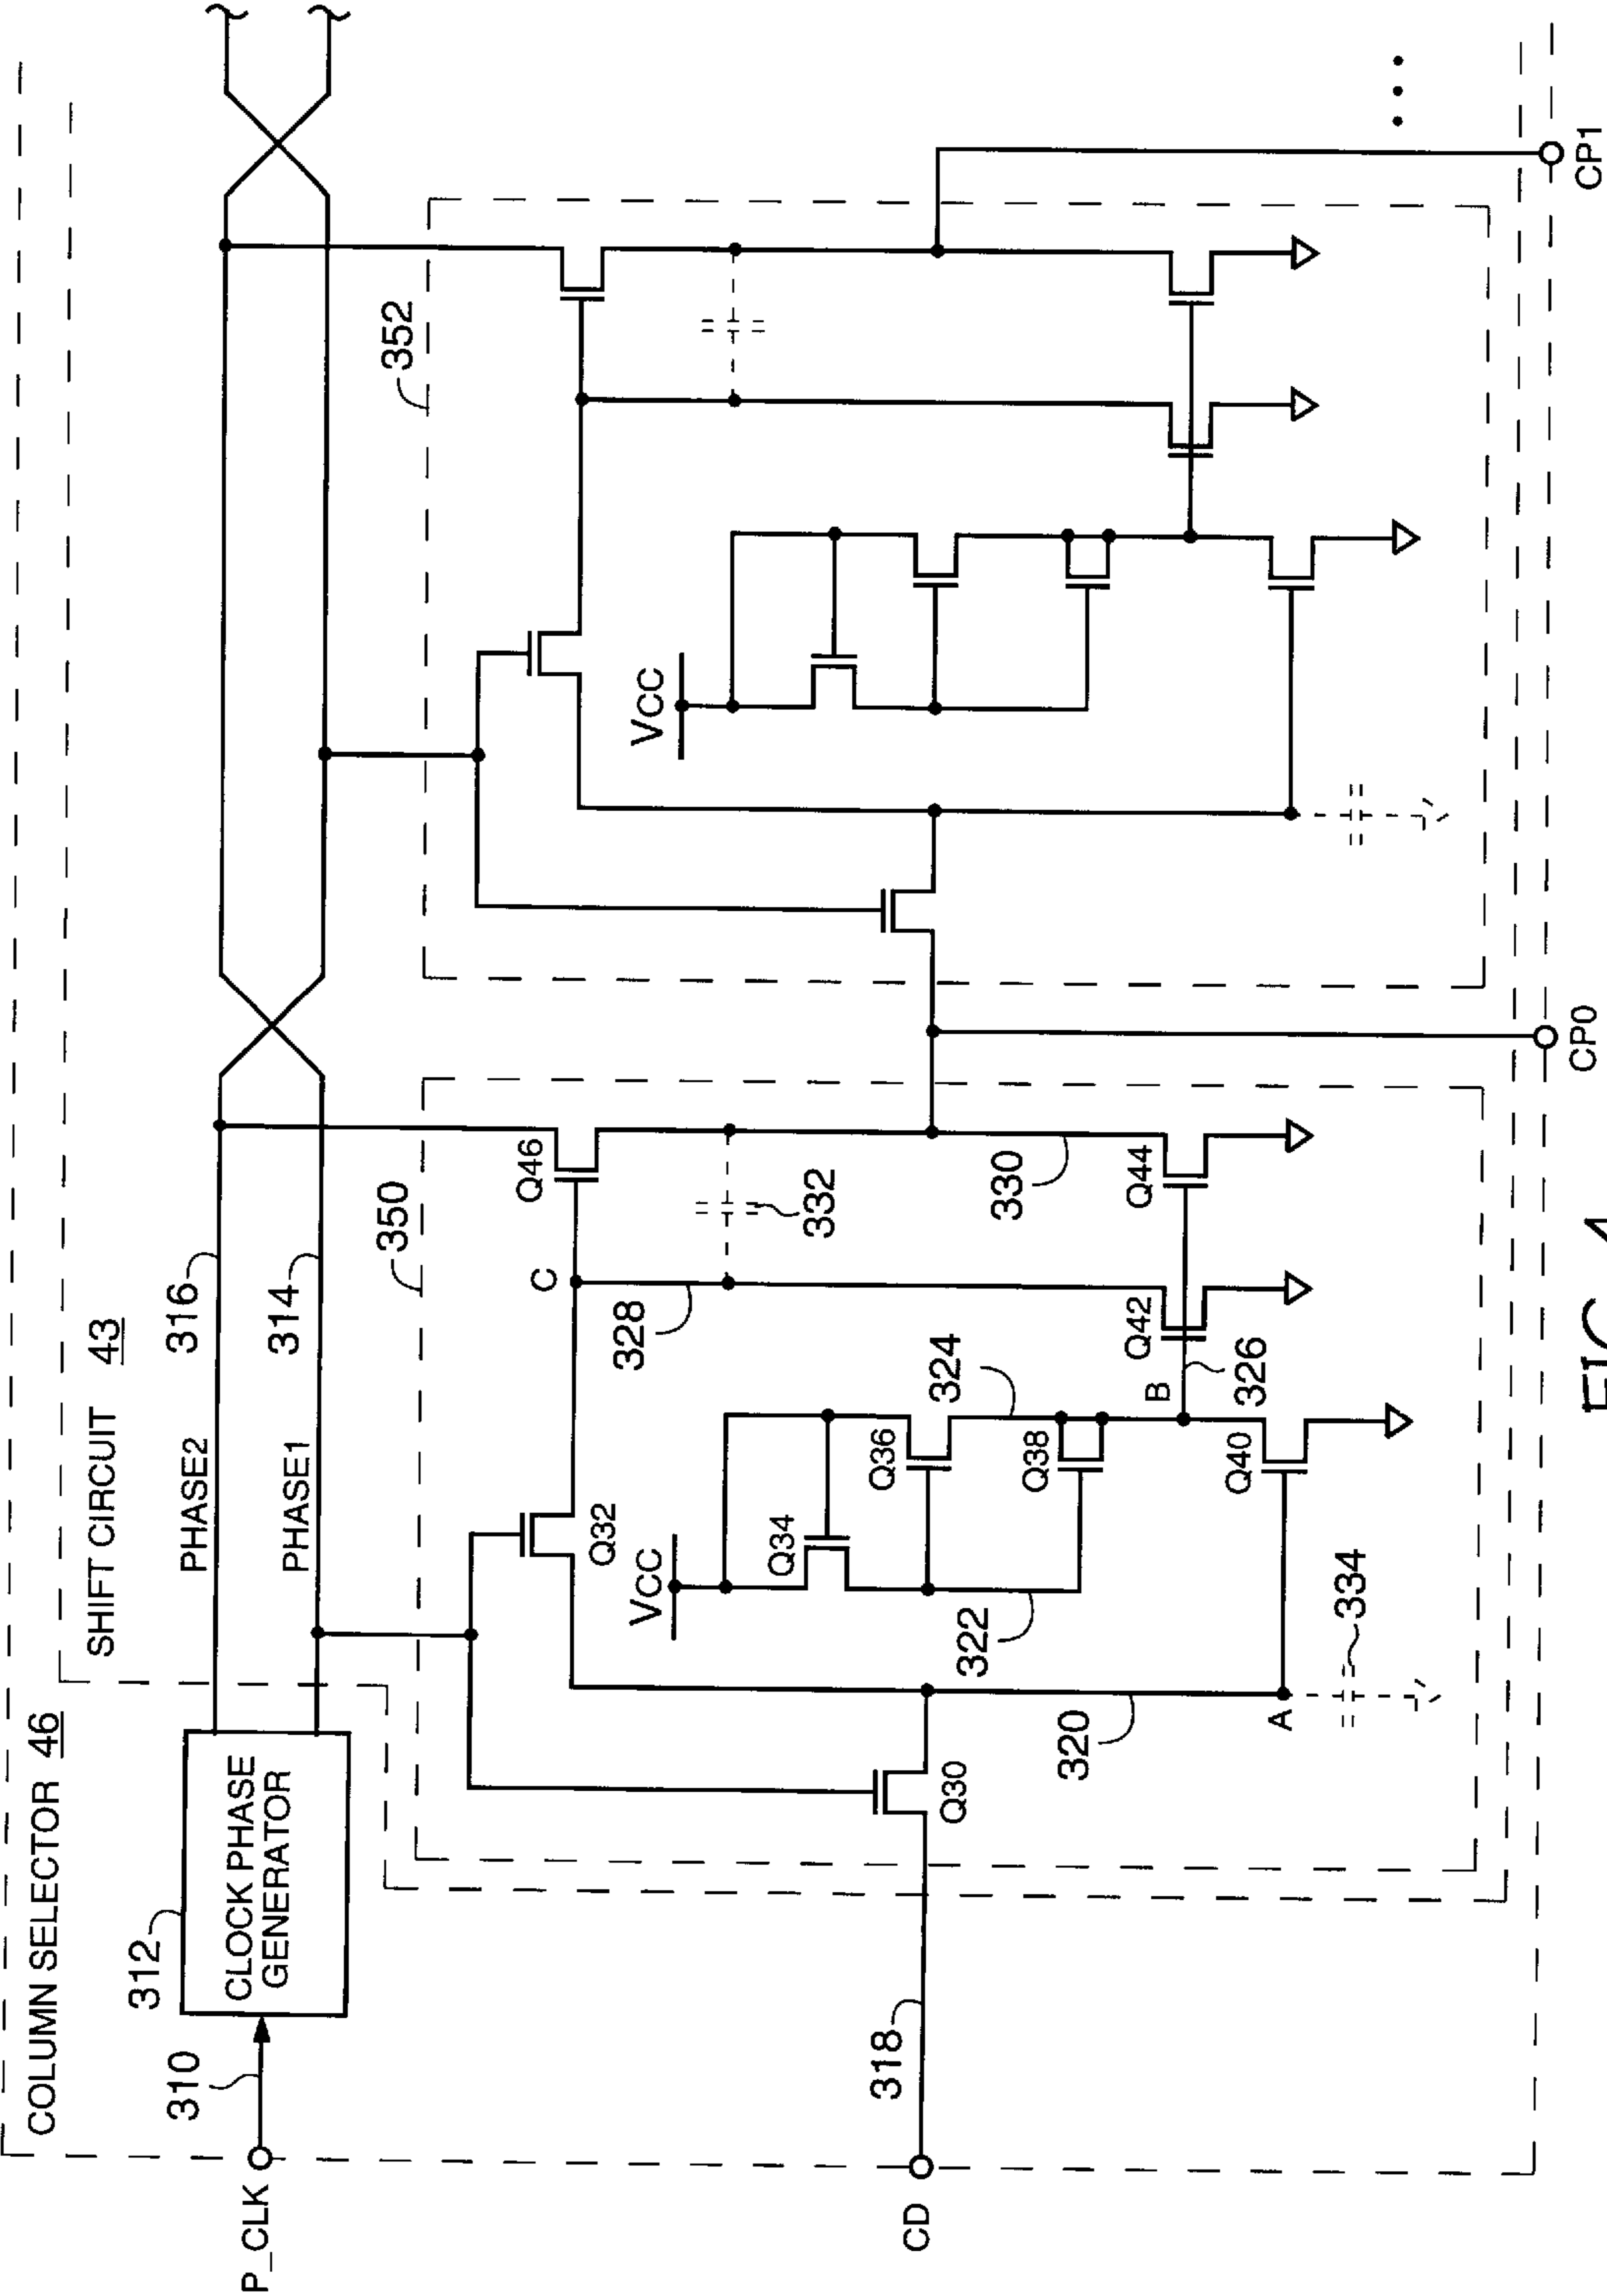 COLUMN SELECTOR 46
SHIFT CIRCUIT 43
P_CLK
310
312
CLOCK PHASE
GENERATOR
PHASE2
316
PHASE1
314
350
352
CD
318
Q30
Q32
Q46
C
328
332
VCC
Q34
322
Q36
324
Q38
320
330
A
334
Q40
B
326
Q42
Q44
VCC
CP0
CP1